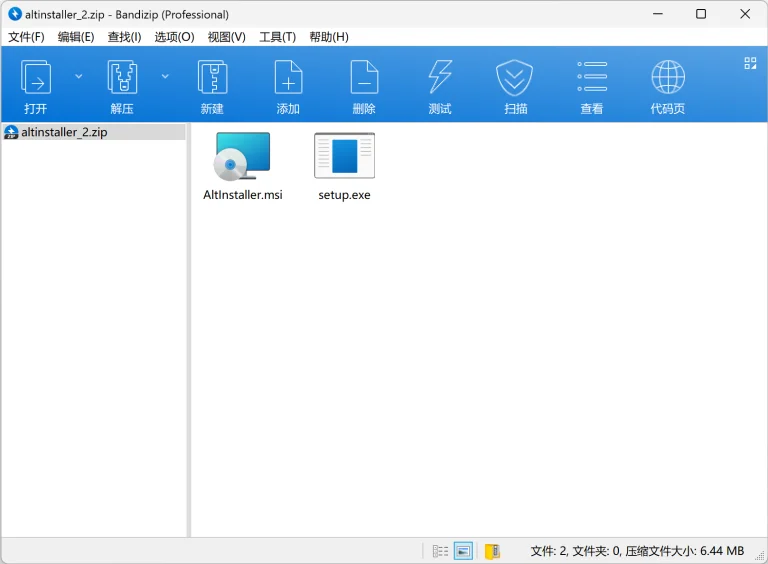 altinstaller_2.zip - Bandizip (Professional)
文件(F) 编辑(E) 查找(I) 选项(O) 视图(V) 工具(T) 帮助(H)
打开 解压 新建 添加 删除 测试 扫描 查看 代码页
altinstaller_2.zip
AltInstaller.msi setup.exe
文件: 2, 文件夹: 0, 压缩文件大小: 6.44 MB